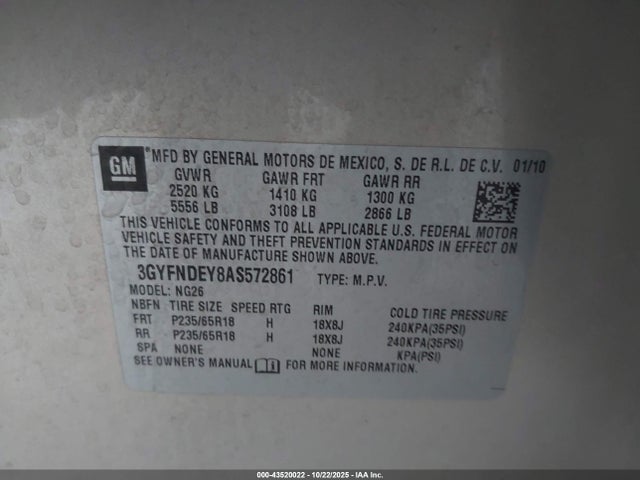 GM MFD BY GENERAL MOTORS DE MEXICO, S. DE R.L. DE C.V. 01/10
GVWR GAWR FRT GAWR RR
2520 KG 1410 KG 1300 KG
5556 LB 3108 LB 2866 LB
THIS VEHICLE CONFORMS TO ALL APPLICABLE U.S. FEDERAL MOTOR
VEHICLE SAFETY AND THEFT PREVENTION STANDARDS IN EFFECT ON
THE DATE OF MANUFACTURE SHOWN ABOVE.
3GYFNDEY8AS572861 TYPE: M.P.V.
MODEL: NG26
NBFN TIRE SIZE SPEED RTG RIM COLD TIRE PRESSURE
FRT P235/65R18 H 18X8J 240KPA(35PSI)
RR P235/65R18 H 18X8J 240KPA(35PSI)
SPA NONE NONE KPA(PSI)
SEE OWNER'S MANUAL FOR MORE INFORMATION.
000-43520022 - 10/22/2025 - IAA Inc.